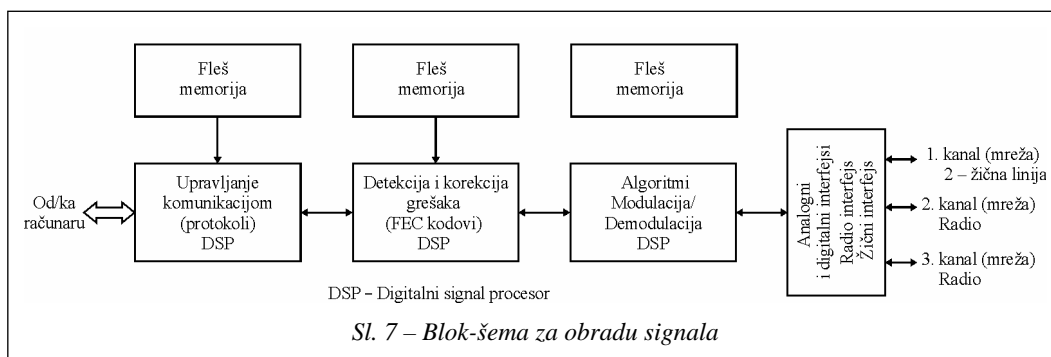 Fleš
memorija
Fleš
memorija
Fleš
memorija
Od/ka
računaru
Upravljanje
komunikacijom
(protokoli)
DSP
Detekcija i korekcija
grešaka
(FEC kodovi)
DSP
Algoritmi
Modulacija/
Demodulacija
DSP
Analogni
i digitalni interfejsi
Radio interfejs
Žični interfejs
1. kanal (mreža)
2 – žična linija
2. kanal (mreža)
Radio
3. kanal (mreža)
Radio
DSP – Digitalni signal procesor
Sl. 7 – Blok-šema za obradu signala